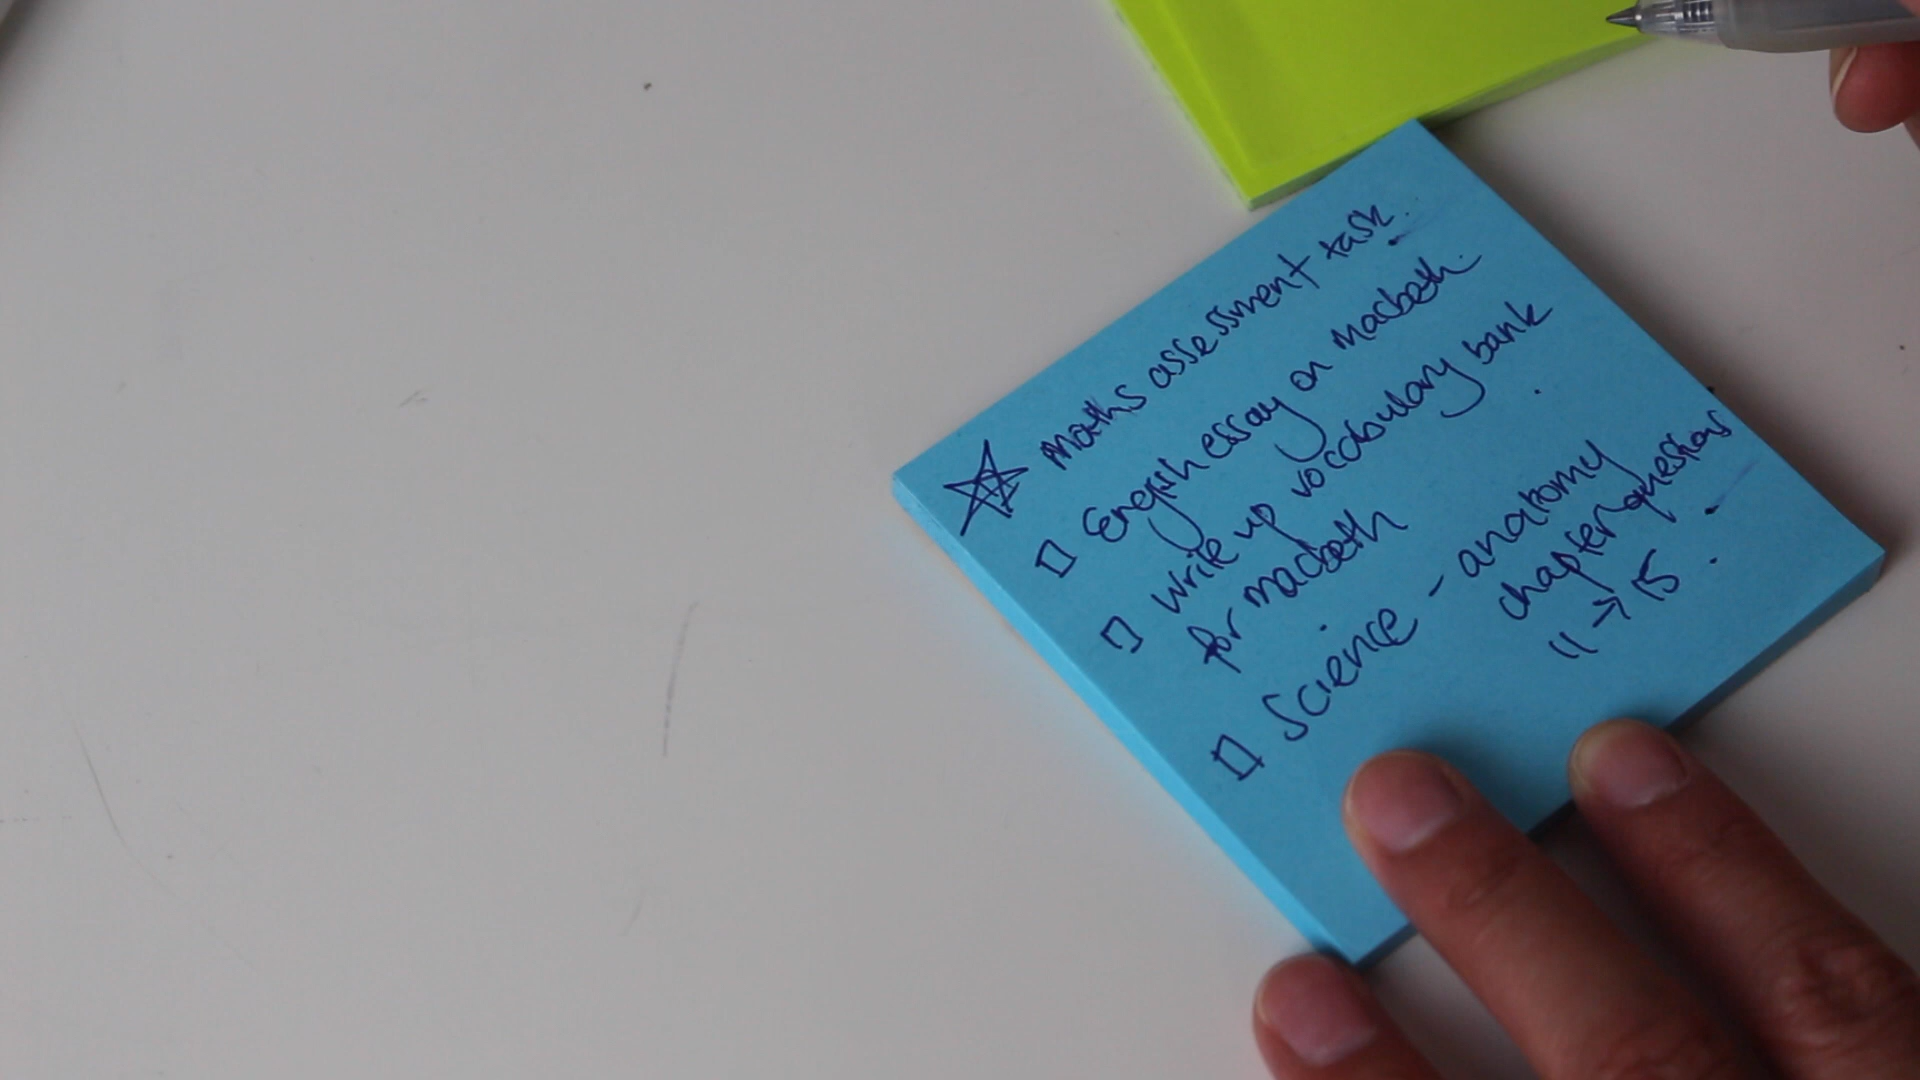 maths assessment task.
English essay on macbeth.
write up vocabulary bank
for macbeth
Science - anatomy
chapter questions
11 → 15.